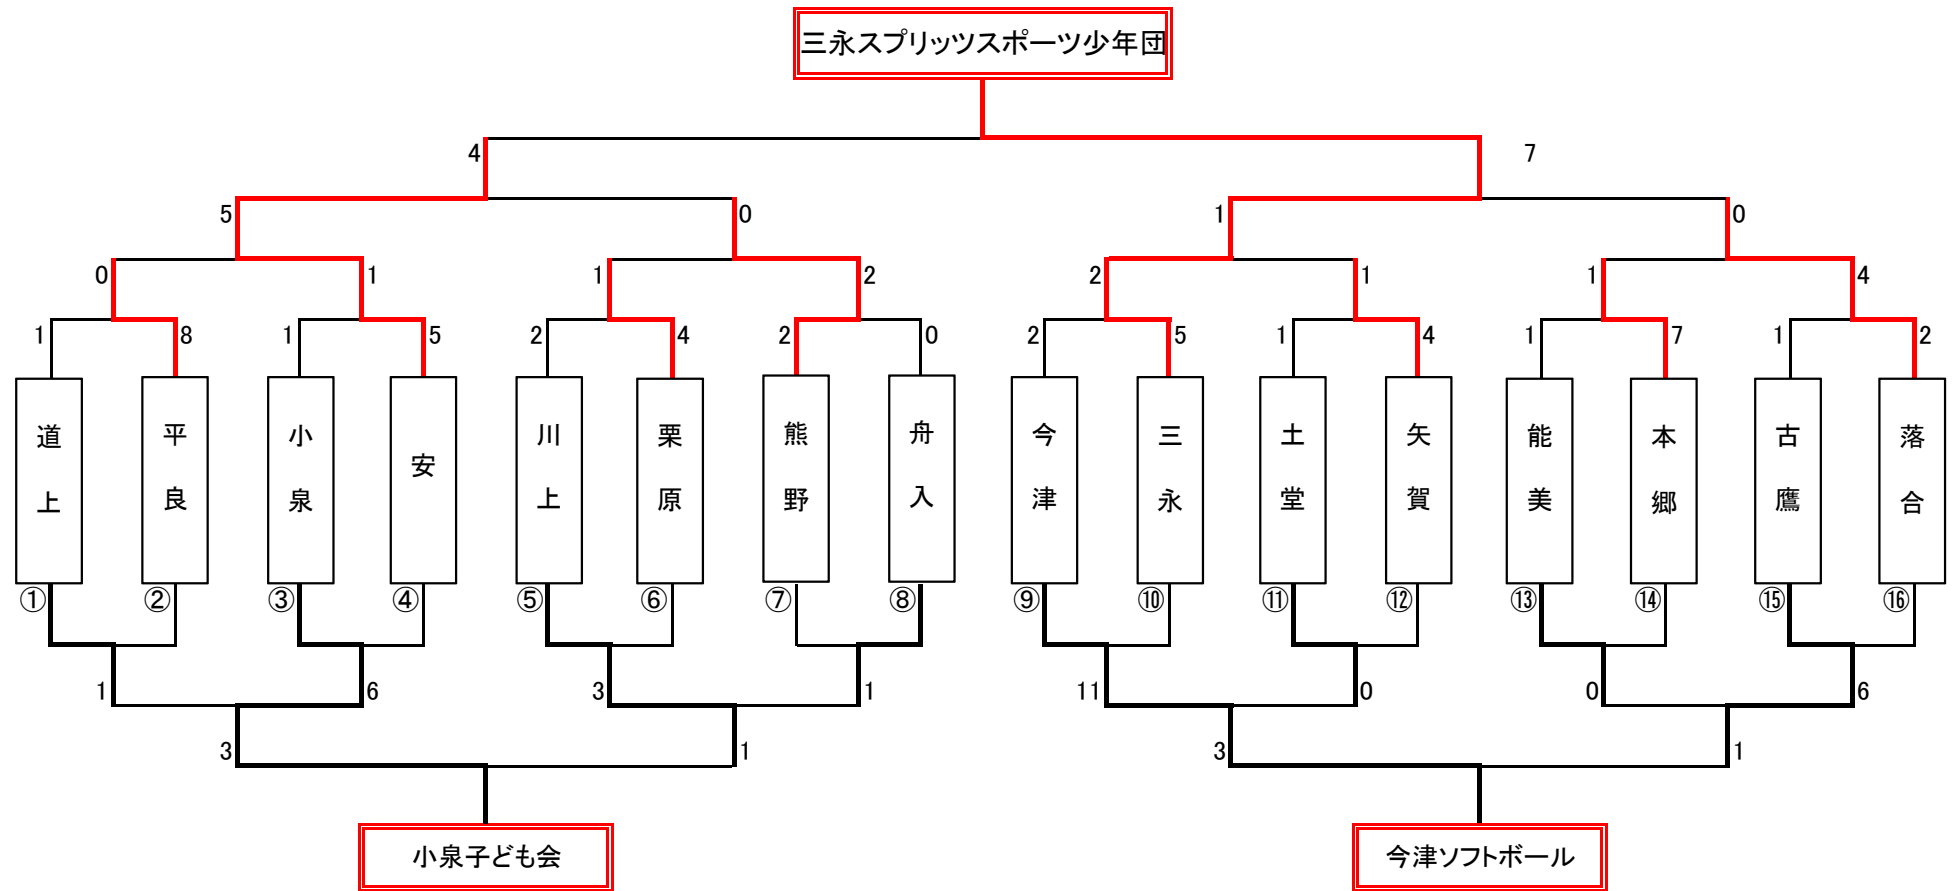 三永スプリッツスポーツ少年団
4 7
5 0 1 0
0 1 1 2 2 1 1 4
1 8 1 5 2 4 2 0 2 5 1 4 1 7 1 2
道上 平良 小泉 安 川上 栗原 熊野 舟入 今津 三永 土堂 矢賀 能美 本郷 古鷹 落合
① ② ③ ④ ⑤ ⑥ ⑦ ⑧ ⑨ ⑩ ⑪ ⑫ ⑬ ⑭ ⑮ ⑯
1 6 3 1 11 0 0 6
3 1 3 1
小泉子ども会 今津ソフトボール